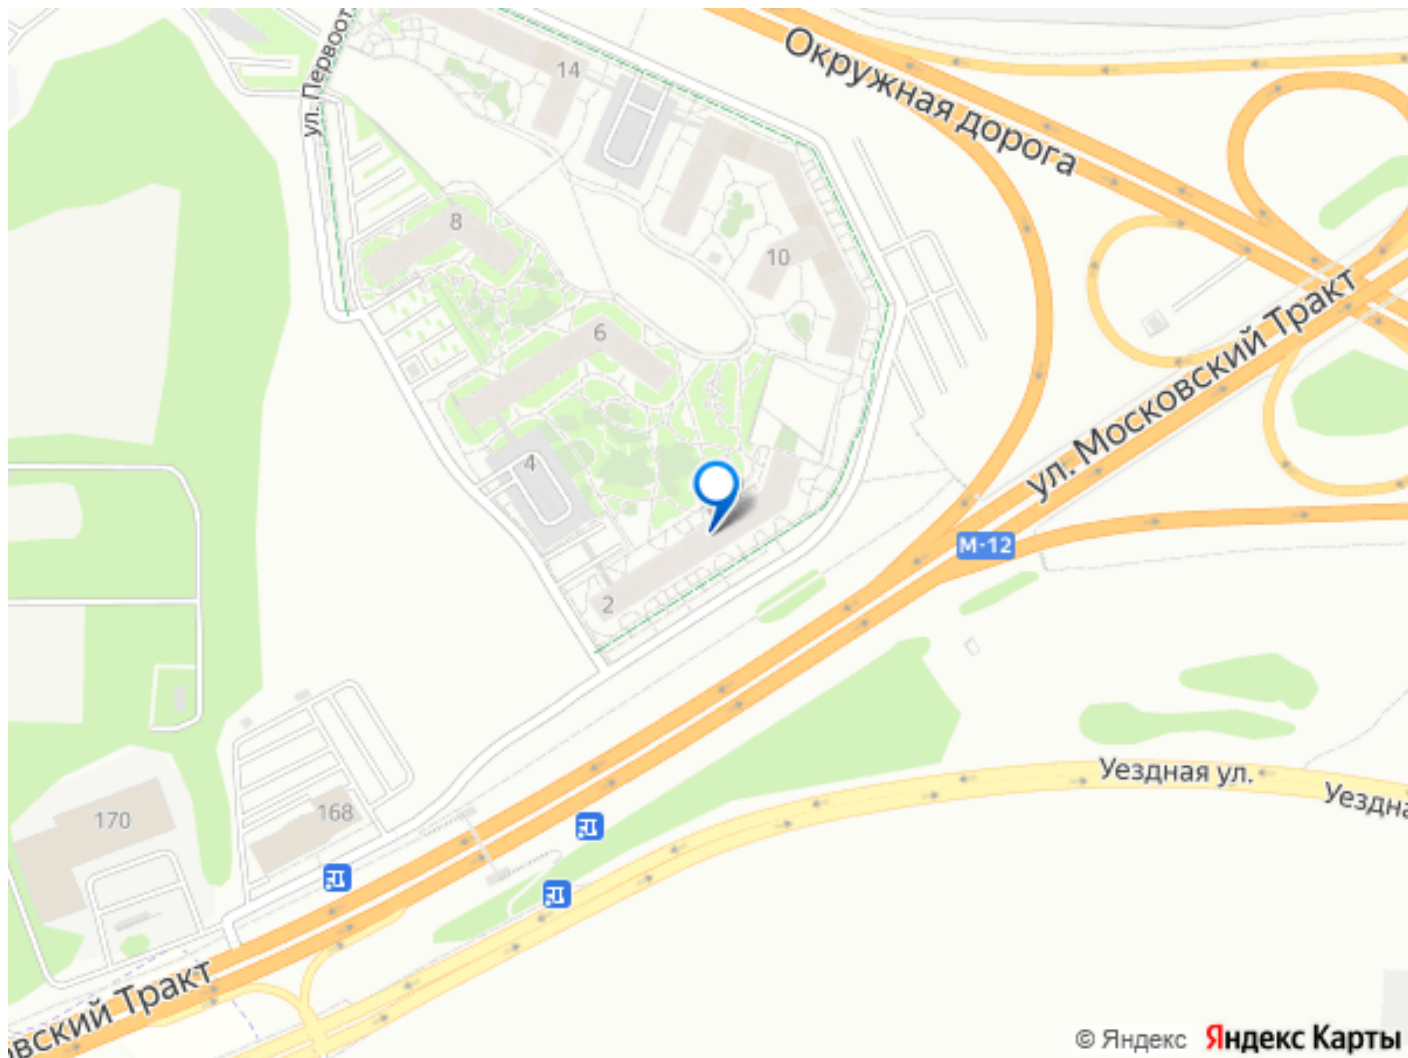 ул. Первоот
14
Окружная дорога
8
10
6
ул. Московский Тракт
4
М-12
2
Уездная ул.
Уездна
168
170
вский Тракт
© Яндекс Яндекс Карты